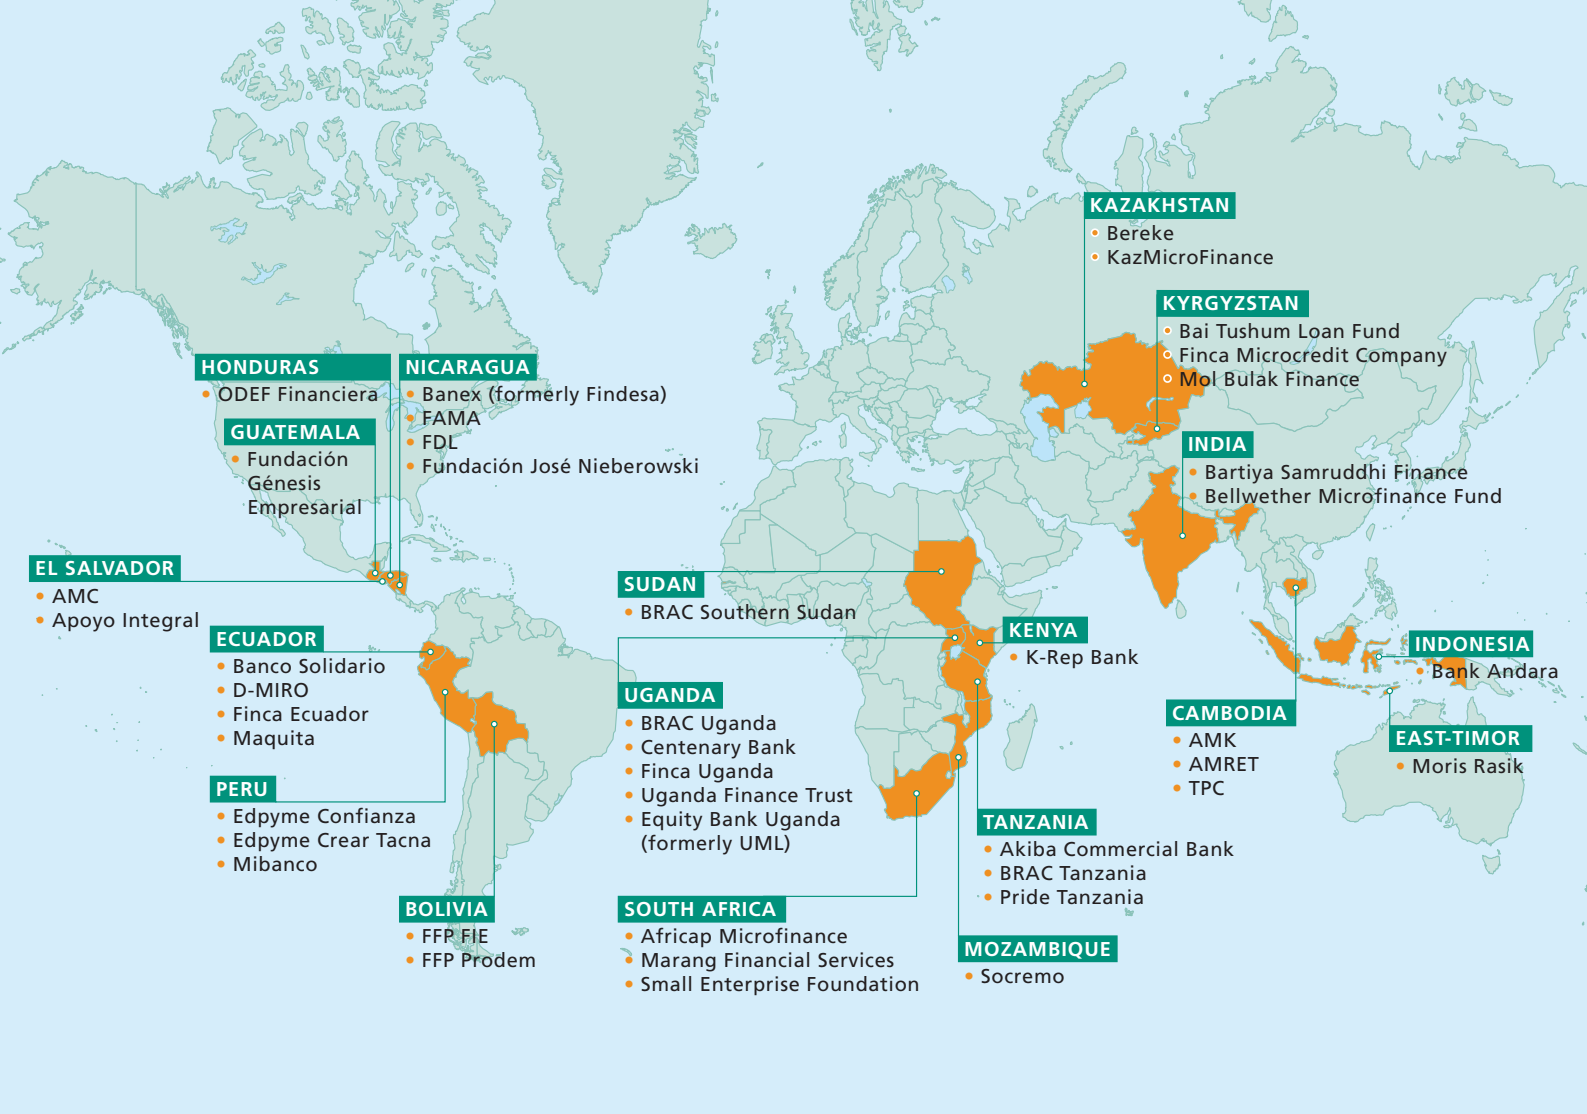 KAZAKHSTAN
Bereke
KazMicroFinance
KYRGYZSTAN
Bai Tushum Loan Fund
Finca Microcredit Company
Mol Bulak Finance
HONDURAS
ODEF Financiera
NICARAGUA
Banex (formerly Findesa)
FAMA
FDL
Fundación José Nieberowski
GUATEMALA
Fundación
Génesis
Empresarial
INDIA
Bartiya Samruddhi Finance
Bellwether Microfinance Fund
EL SALVADOR
AMC
Apoyo Integral
SUDAN
BRAC Southern Sudan
KENYA
K-Rep Bank
ECUADOR
Banco Solidario
D-MIRO
Finca Ecuador
Maquita
INDONESIA
Bank Andara
UGANDA
BRAC Uganda
Centenary Bank
Finca Uganda
Uganda Finance Trust
Equity Bank Uganda
(formerly UML)
CAMBODIA
AMK
AMRET
TPC
EAST-TIMOR
Moris Rasik
PERU
Edpyme Confianza
Edpyme Crear Tacna
Mibanco
TANZANIA
Akiba Commercial Bank
BRAC Tanzania
Pride Tanzania
BOLIVIA
FFP FIE
FFP Prodem
SOUTH AFRICA
Africap Microfinance
Marang Financial Services
Small Enterprise Foundation
MOZAMBIQUE
Socremo